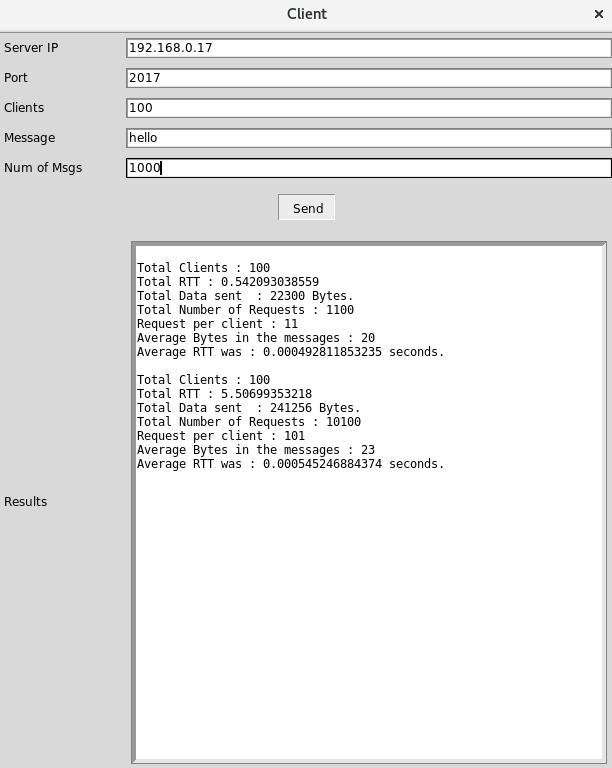 Client ×
Server IP 192.168.0.17
Port 2017
Clients 100
Message hello
Num of Msgs 1000
Send
Total Clients : 100
Total RTT : 0.542093038559
Total Data sent  : 22300 Bytes.
Total Number of Requests : 1100
Request per client : 11
Average Bytes in the messages : 20
Average RTT was : 0.000492811853235 seconds.
Total Clients : 100
Total RTT : 5.50699353218
Total Data sent  : 241256 Bytes.
Total Number of Requests : 10100
Request per client : 101
Average Bytes in the messages : 23
Average RTT was : 0.000545246884374 seconds.
Results